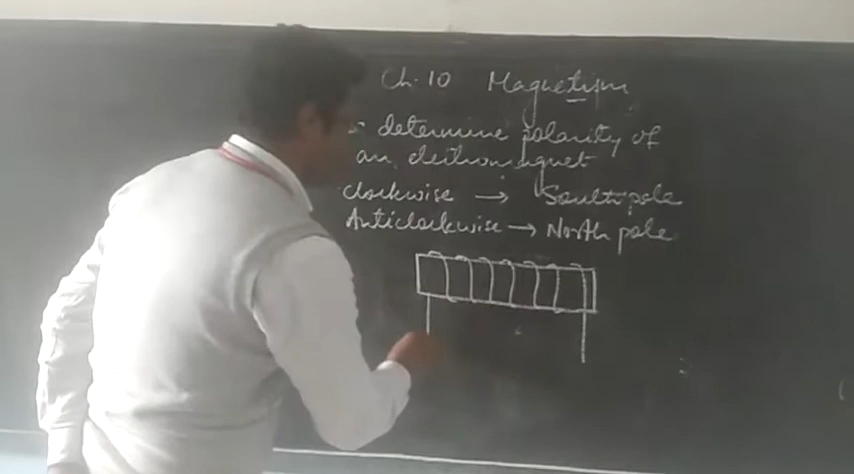 Ch. 10 Magnetism
determine polarity of
an electromagnet
clockwise → South pole
Anticlockwise → North pole